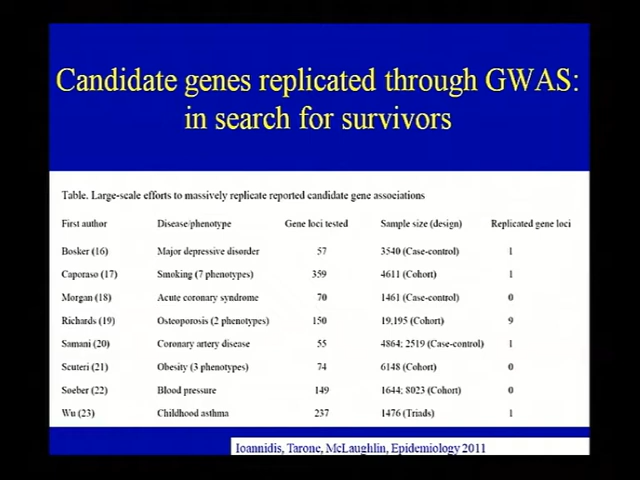 Candidate genes replicated through GWAS:
in search for survivors
Table. Large-scale efforts to massively replicate reported candidate gene associations
First author Disease/phenotype Gene loci tested Sample size (design) Replicated gene loci
Bosker (16) Major depressive disorder 57 3540 (Case-control) 1
Caporaso (17) Smoking (7 phenotypes) 359 4611 (Cohort) 1
Morgan (18) Acute coronary syndrome 70 1461 (Case-control) 0
Richards (19) Osteoporosis (2 phenotypes) 150 19,195 (Cohort) 9
Samani (20) Coronary artery disease 55 4864; 2519 (Case-control) 1
Scuteri (21) Obesity (3 phenotypes) 74 6148 (Cohort) 0
Soeber (22) Blood pressure 149 1644; 8023 (Cohort) 0
Wu (23) Childhood asthma 237 1476 (Triads) 1
Ioannidis, Tarone, McLaughlin, Epidemiology 2011